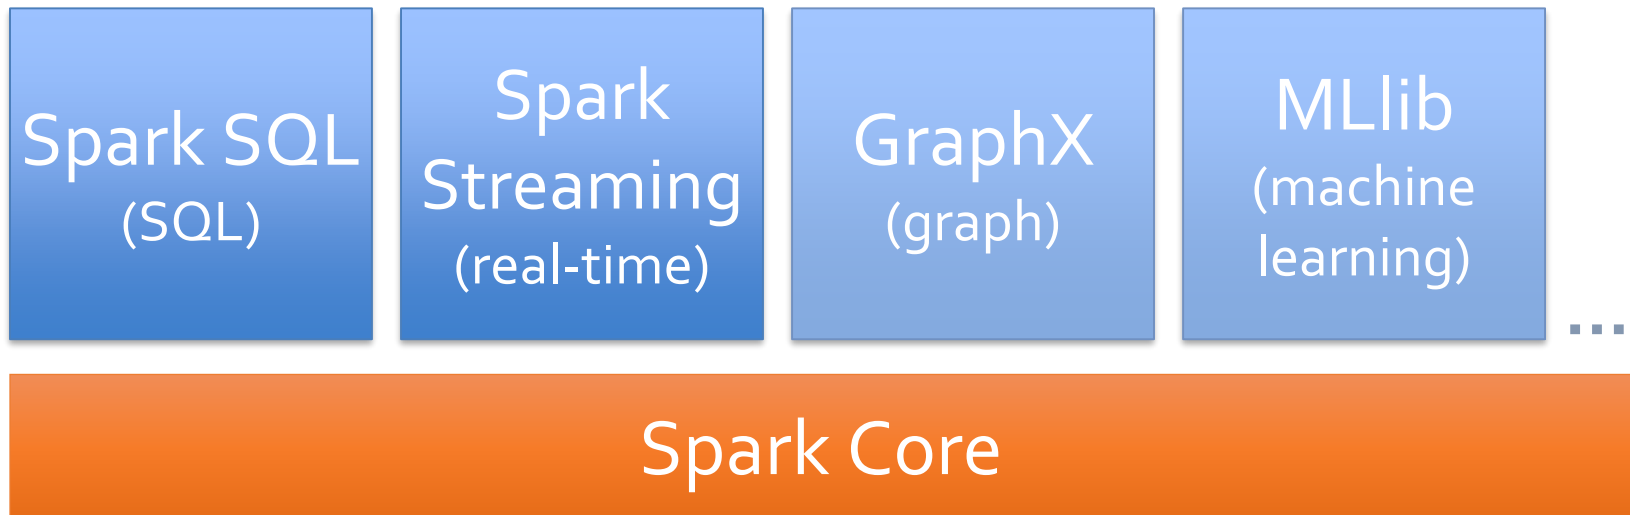 Spark SQL
(SQL)
Spark
Streaming
(real-time)
GraphX
(graph)
MLlib
(machine
learning)
...
Spark Core